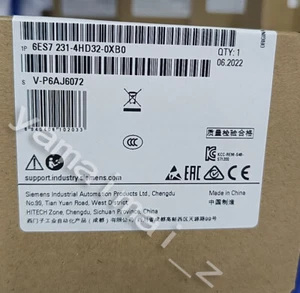 1P 6ES7 231-4HD32-0XB0
QTY: 1
06.2022
S V-P6AJ6072
质量检验合格
support.industry.siemens.com
Siemens Industrial Automation Products Ltd., Chengdu
No.99, Tian Yuan Road, West District
HITECH Zone, Chengdu, Sichuan Province, China
Made in China
中国制造